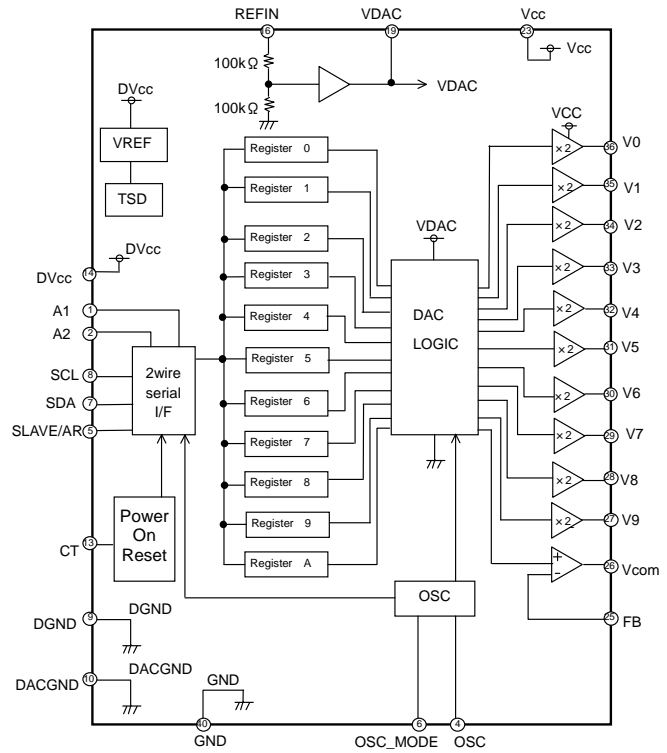 REFIN VDAC Vcc
16 19 23
Vcc
100kΩ
VDAC
100kΩ
DVcc
VREF
TSD
VCC
Register 0
×2
36
V0
Register 1
×2
35
V1
Register 2
×2
34
V2
VDAC
Register 3
×2
33
V3
DVcc
14
DVcc
A1
1
Register 4
×2
32
V4
A2
2
DAC
LOGIC
Register 5
×2
31
V5
2wire
serial
I/F
SCL
8
SDA
7
SLAVE/AR
5
Register 6
×2
30
V6
Register 7
×2
29
V7
Register 8
×2
28
V8
Power
On
Reset
CT
13
Register 9
×2
27
V9
Register A
+
−
26
Vcom
OSC
25
FB
DGND
9
DGND
DACGND
10
DACGND
GND
40
GND
6
OSC_MODE
4
OSC